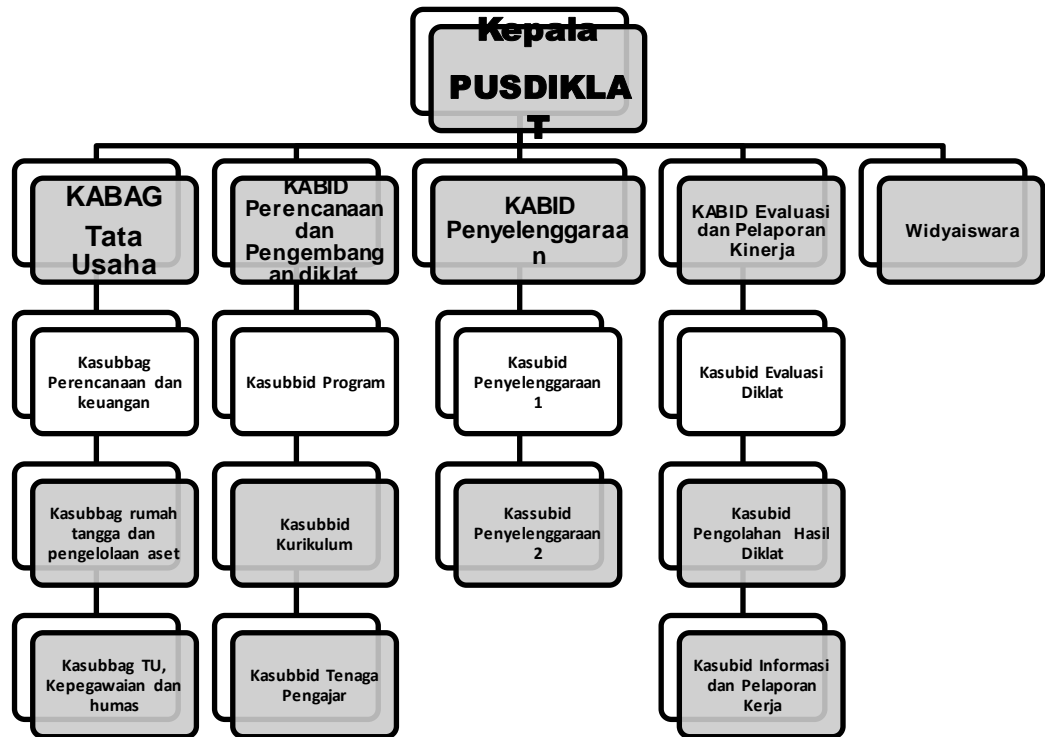 Kepala
PUSDIKLA
T
KABAG
Tata
Usaha
KABID
Perencanaan
dan
Pengembang
an diklat
KABID
Penyelenggaraa
n
KABID Evaluasi
dan Pelaporan
Kinerja
Widyaiswara
Kasubbag
Perencanaan dan
keuangan
Kasubbid Program
Kasubid
Penyelenggaraan
1
Kasubid Evaluasi
Diklat
Kasubbag rumah
tangga dan
pengelolaan aset
Kasubbid
Kurikulum
Kassubid
Penyelenggaraan
2
Kasubid
Pengolahan Hasil
Diklat
Kasubbag TU,
Kepegawaian dan
humas
Kasubbid Tenaga
Pengajar
Kasubid Informasi
dan Pelaporan
Kerja